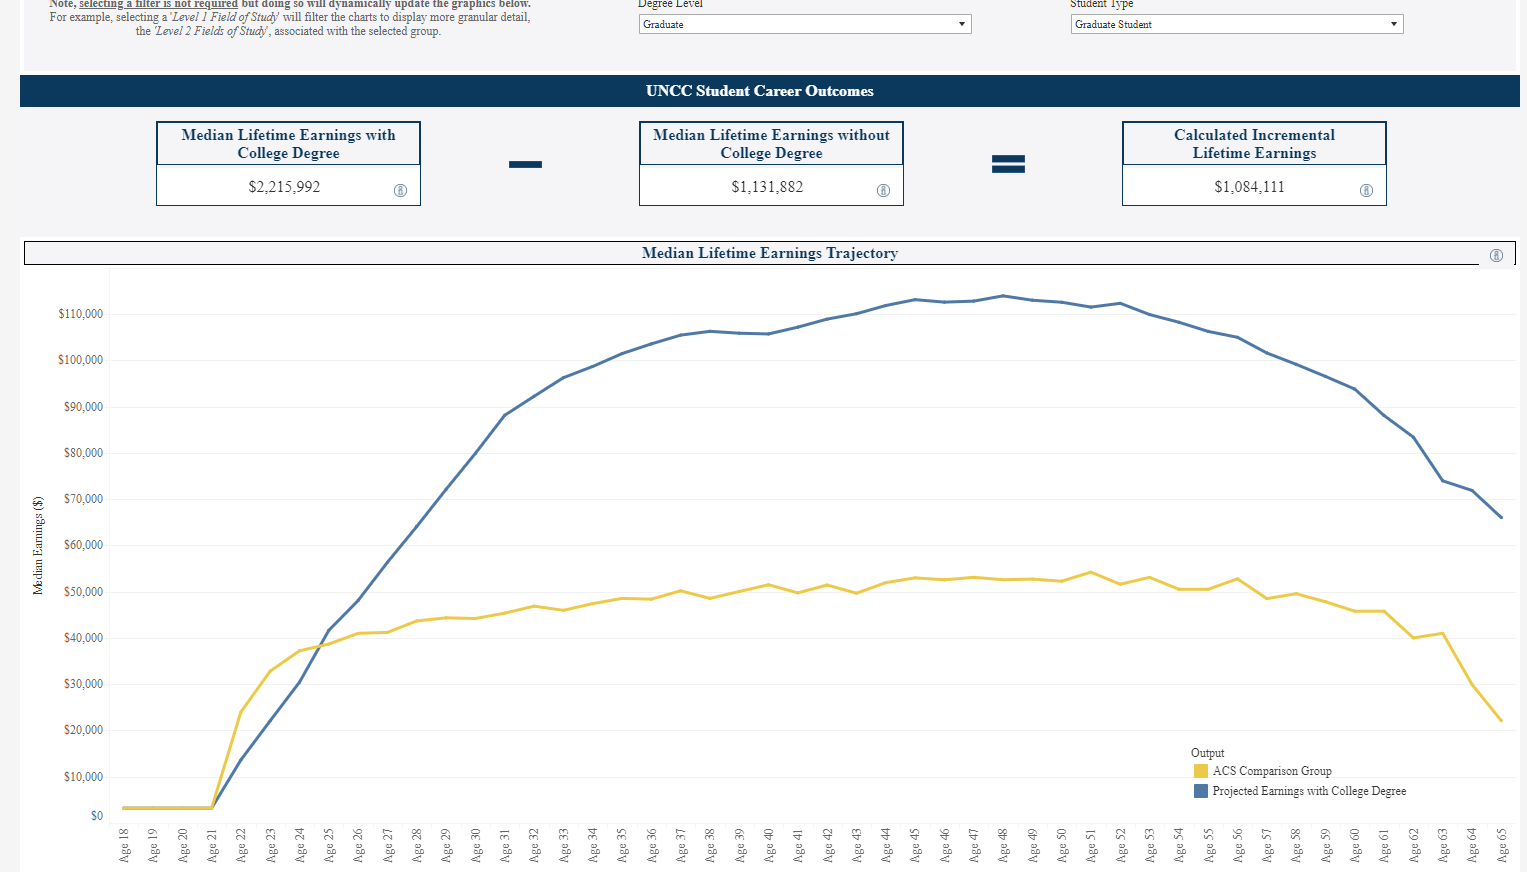 Note, selecting a filter is not required but doing so will dynamically update the graphics below.
For example, selecting a 'Level 1 Field of Study' will filter the charts to display more granular detail,
the 'Level 2 Fields of Study', associated with the selected group.
Degree Level
Graduate
Student Type
Graduate Student
UNCC Student Career Outcomes
Median Lifetime Earnings with
College Degree
$2,215,992
Median Lifetime Earnings without
College Degree
$1,131,882
Calculated Incremental
Lifetime Earnings
$1,084,111
Median Lifetime Earnings Trajectory
Median Earnings ($)
$110,000
$100,000
$90,000
$80,000
$70,000
$60,000
$50,000
$40,000
$30,000
$20,000
$10,000
$0
Output
ACS Comparison Group
Projected Earnings with College Degree
Age 18
Age 19
Age 20
Age 21
Age 22
Age 23
Age 24
Age 25
Age 26
Age 27
Age 28
Age 29
Age 30
Age 31
Age 32
Age 33
Age 34
Age 35
Age 36
Age 37
Age 38
Age 39
Age 40
Age 41
Age 42
Age 43
Age 44
Age 45
Age 46
Age 47
Age 48
Age 49
Age 50
Age 51
Age 52
Age 53
Age 54
Age 55
Age 56
Age 57
Age 58
Age 59
Age 60
Age 61
Age 62
Age 63
Age 64
Age 65